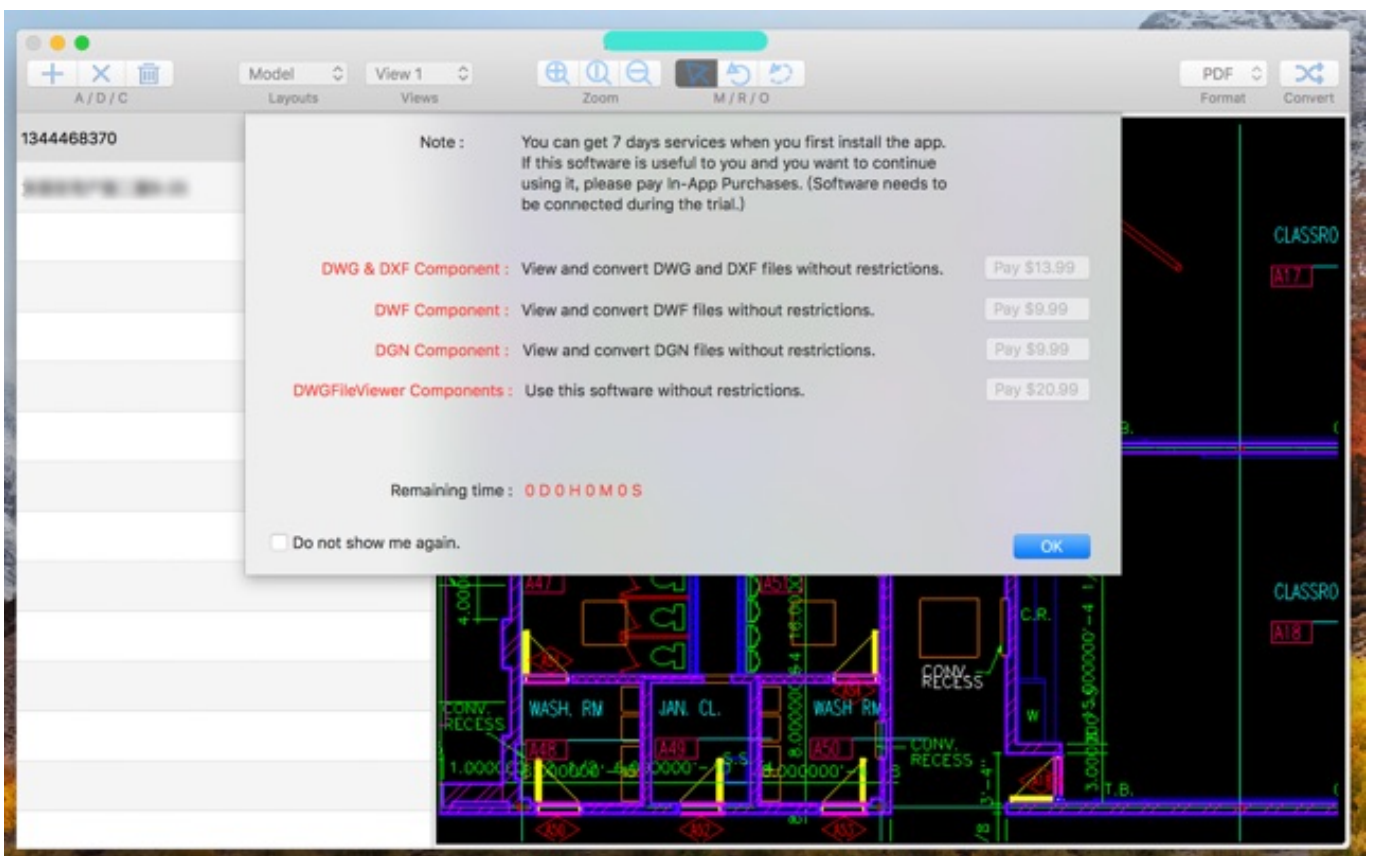 Model
View 1
PDF
A / D / C
Layouts
Views
Zoom
M / R / O
Format
Convert
1344468370
Note :
You can get 7 days services when you first install the app.
If this software is useful to you and you want to continue
using it, please pay In-App Purchases. (Software needs to
be connected during the trial.)
DWG & DXF Component : View and convert DWG and DXF files without restrictions. Pay $13.99
DWF Component : View and convert DWF files without restrictions. Pay $9.99
DGN Component : View and convert DGN files without restrictions. Pay $9.99
DWGFileViewer Components : Use this software without restrictions. Pay $20.99
Remaining time : 0 D 0 H 0 M 0 S
Do not show me again.
OK
CLASSRO
A17
B.
CLASSRO
A18
A47
A51
C.R.
CONV.
RECESS
W
CONV.
RECESS
WASH. RM
JAN. CL.
WASH RM
A48
A49
A50
S.S.
CONV.
RECESS
3'-4"
T.B.